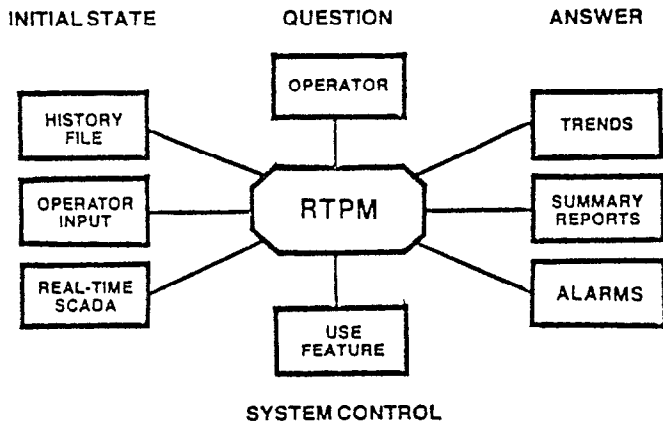 INITIAL STATE
QUESTION
ANSWER
HISTORY
FILE
OPERATOR
INPUT
REAL-TIME
SCADA
OPERATOR
RTPM
USE
FEATURE
TRENDS
SUMMARY
REPORTS
ALARMS
SYSTEM CONTROL